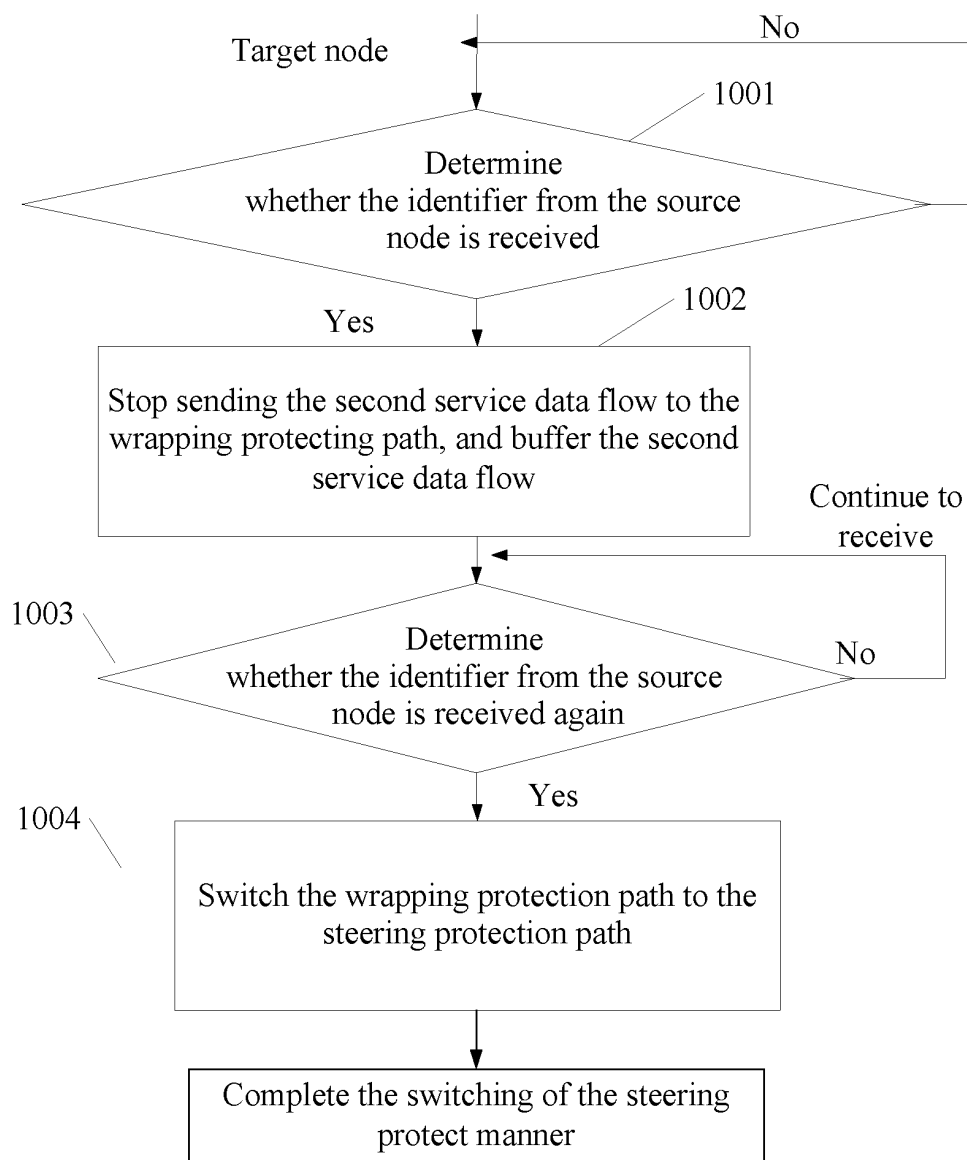 No
Target node
1001
Determine
whether the identifier from the source
node is received
1002
Yes
Stop sending the second service data flow to the
wrapping protecting path, and buffer the second
service data flow
Continue to
receive
1003
Determine
whether the identifier from the source
node is received again
No
Yes
1004
Switch the wrapping protection path to the
steering protection path
Complete the switching of the steering
protect manner